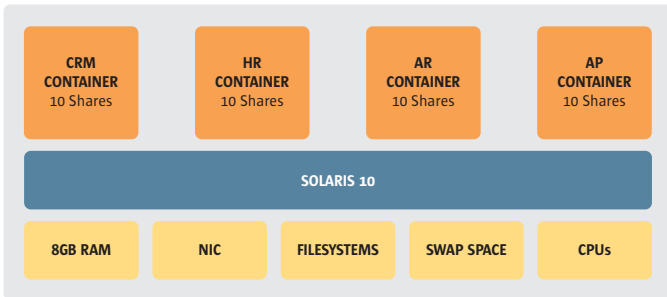 CRM
CONTAINER
10 Shares
HR
CONTAINER
10 Shares
AR
CONTAINER
10 Shares
AP
CONTAINER
10 Shares
SOLARIS 10
8GB RAM
NIC
FILESYSTEMS
SWAP SPACE
CPUs